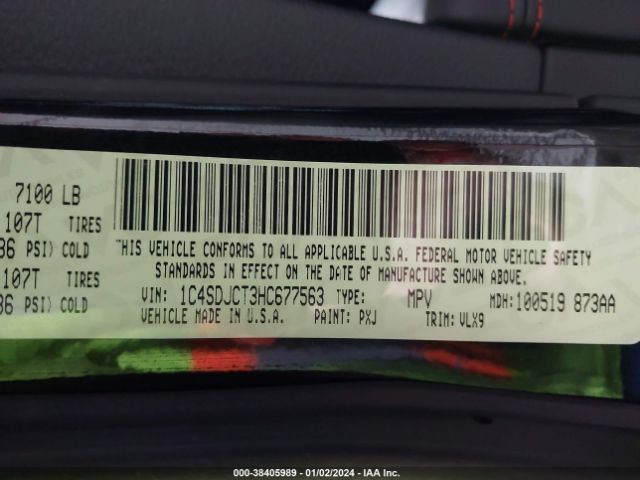 7100 LB
107T TIRES
36 PSI) COLD
107T TIRES
36 PSI) COLD
THIS VEHICLE CONFORMS TO ALL APPLICABLE U.S.A. FEDERAL MOTOR VEHICLE SAFETY
STANDARDS IN EFFECT ON THE DATE OF MANUFACTURE SHOWN ABOVE.
VIN: 1C4SDJCT3HC677563 TYPE: MPV MDH: 100519 873AA
VEHICLE MADE IN U.S.A. PAINT: PXJ TRIM: VLX9
000-38405989 - 01/02/2024 - IAA Inc.